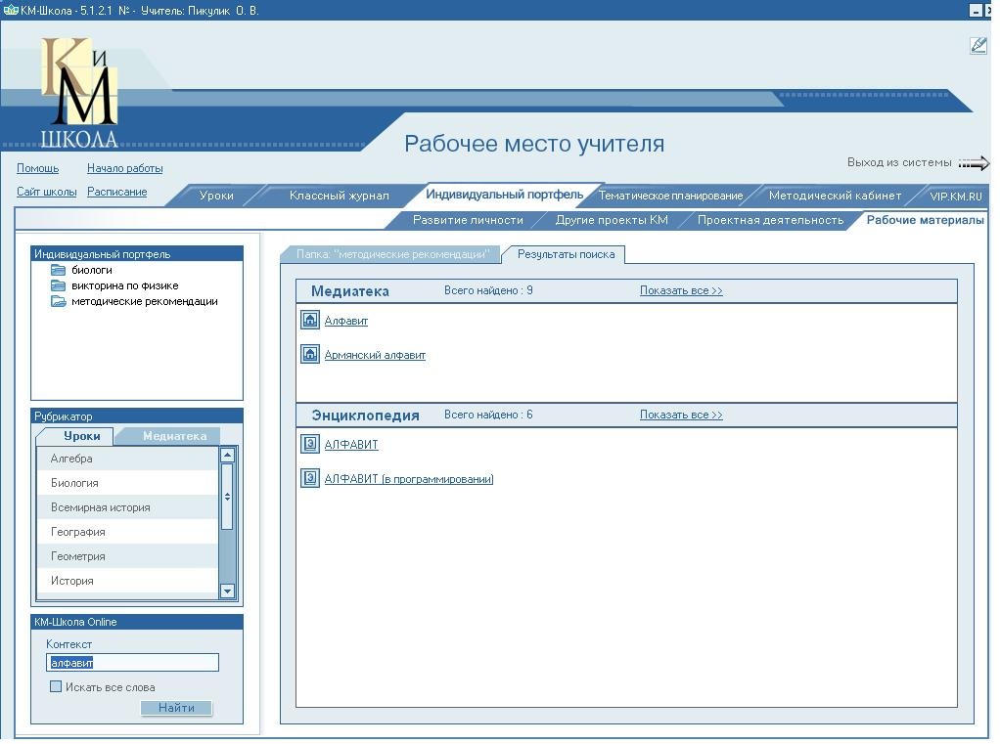 КМ-Школа - 5.1.2.1 № - Учитель: Пикулик О. В.
К и М
ШКОЛА
Рабочее место учителя
Выход из системы
Помощь Начало работы
Сайт школы Расписание
Уроки Классный журнал Индивидуальный портфель Тематическое планирование Методический кабинет VIP.KM.RU
Развитие личности Другие проекты КМ Проектная деятельность Рабочие материалы
Индивидуальный портфель
биологи
викторина по физике
методические рекомендации
Рубрикатор
Уроки Медиатека
Алгебра
Биология
Всемирная история
География
Геометрия
История
КМ-Школа Online
Контекст
алфавит
Искать все слова
Найти
Папка: "методические рекомендации" Результаты поиска
Медиатека Всего найдено : 9 Показать все >>
Алфавит
Армянский алфавит
Энциклопедия Всего найдено : 6 Показать все >>
АЛФАВИТ
АЛФАВИТ (в программировании)